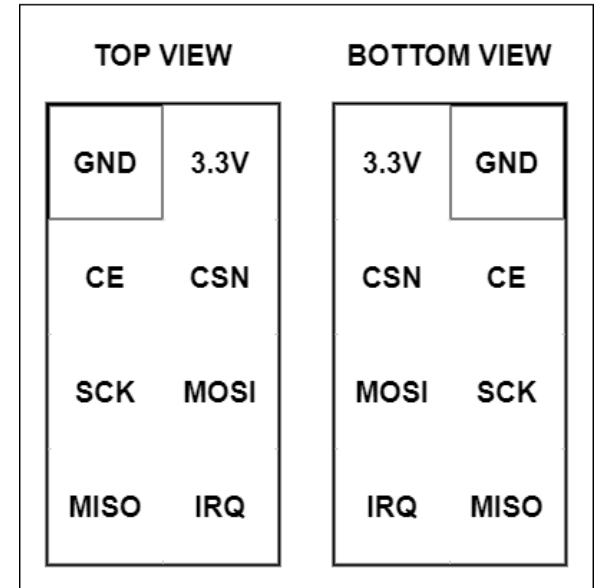 TOP VIEW
BOTTOM VIEW
GND 3.3V
3.3V GND
CE CSN
CSN CE
SCK MOSI
MOSI SCK
MISO IRQ
IRQ MISO